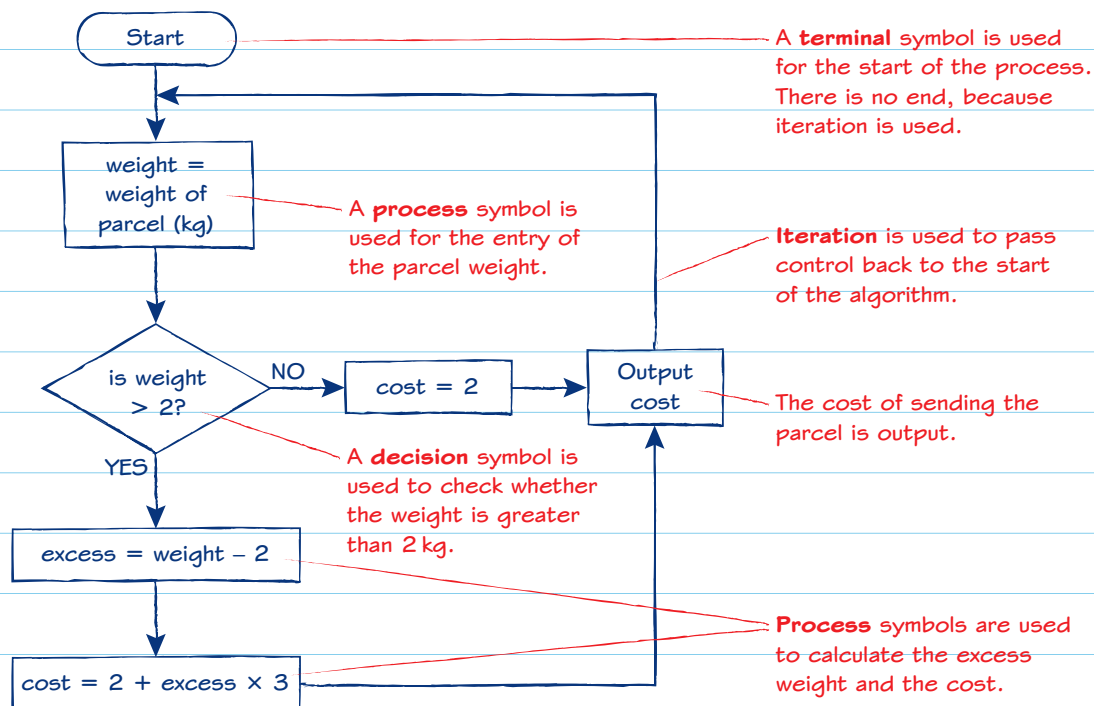 Start
A terminal symbol is used
for the start of the process.
There is no end, because
iteration is used.
weight =
weight of
parcel (kg)
A process symbol is
used for the entry of
the parcel weight.
Iteration is used to pass
control back to the start
of the algorithm.
is weight
> 2?
NO
cost = 2
Output
cost
The cost of sending the
parcel is output.
YES
A decision symbol is
used to check whether
the weight is greater
than 2 kg.
excess = weight – 2
cost = 2 + excess × 3
Process symbols are used
to calculate the excess
weight and the cost.